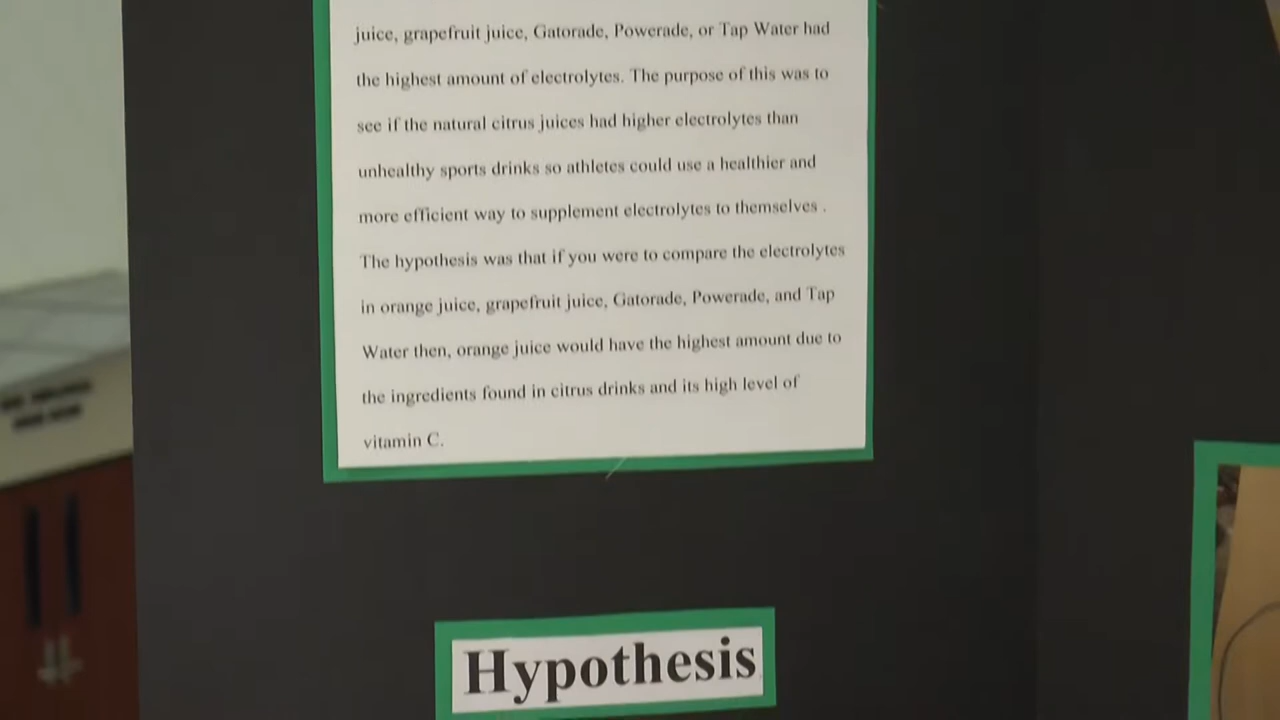 juice, grapefruit juice, Gatorade, Powerade, or Tap Water had
the highest amount of electrolytes. The purpose of this was to
see if the natural citrus juices had higher electrolytes than
unhealthy sports drinks so athletes could use a healthier and
more efficient way to supplement electrolytes to themselves .
The hypothesis was that if you were to compare the electrolytes
in orange juice, grapefruit juice, Gatorade, Powerade, and Tap
Water then, orange juice would have the highest amount due to
the ingredients found in citrus drinks and its high level of
vitamin C.
Hypothesis